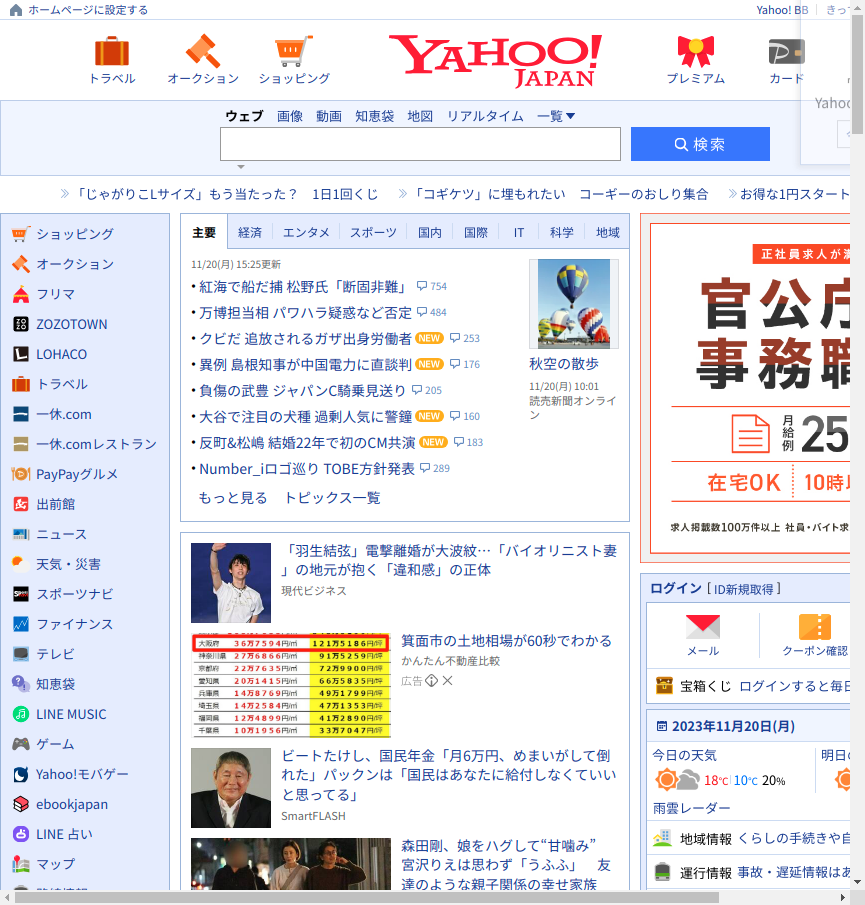 ホームページに設定する
Yahoo! BB
きっ
トラベル
オークション
ショッピング
YAHOO!
JAPAN
プレミアム
カード
Yahoo
ウェブ 画像 動画 知恵袋 地図 リアルタイム 一覧
検索
「じゃがりこLサイズ」もう当たった？ 1日1回くじ
「コギケツ」に埋もれたい コーギーのおしり集合
お得な1円スタート
ショッピング
オークション
フリマ
ZOZOTOWN
LOHACO
トラベル
一休.com
一休.comレストラン
PayPayグルメ
出前館
ニュース
天気・災害
スポーツナビ
ファイナンス
テレビ
知恵袋
LINE MUSIC
ゲーム
Yahoo!モバゲー
ebookjapan
LINE 占い
マップ
主要 経済 エンタメ スポーツ 国内 国際 IT 科学 地域
11/20(月) 15:25更新
紅海で船だ捕 松野氏「断固非難」 754
万博担当相 パワハラ疑惑など否定 484
クビだ 追放されるガザ出身労働者 NEW 253
異例 島根知事が中国電力に直談判 NEW 176
負傷の武豊 ジャパンC騎乗見送り 205
大谷で注目の犬種 過剰人気に警鐘 NEW 160
反町&松嶋 結婚22年で初のCM共演 NEW 183
Number_iロゴ巡り TOBE方針発表 289
もっと見る トピックス一覧
秋空の散歩
11/20(月) 10:01
読売新聞オンライ
ン
「羽生結弦」電撃離婚が大波紋…「バイオリニスト妻
」の地元が抱く「違和感」の正体
現代ビジネス
大阪府 36万7594円/㎡ 121万5186円/坪
神奈川県 27万6866円/㎡ 91万5259円/坪
京都府 22万7635円/㎡ 72万9900円/坪
愛知県 20万1415円/㎡ 66万5835円/坪
兵庫県 14万8769円/㎡ 49万1799円/坪
埼玉県 14万2584円/㎡ 47万1353円/坪
福岡県 12万4899円/㎡ 41万2890円/坪
千葉県 10万1956円/㎡ 33万7047円/坪
箕面市の土地相場が60秒でわかる
かんたん不動産比較
広告
ビートたけし、国民年金「月6万円、めまいがして倒
れた」パックンは「国民はあなたに給付しなくていい
と思ってる」
SmartFLASH
森田剛、娘をハグして“甘噛み”
宮沢りえは思わず「うふふ」 友
達のような親子関係の幸せ家族
正社員求人が満
官公庁
事務職
月給例 25
在宅OK 10時以
求人掲載数100万件以上 社員・バイト求
ログイン [ ID新規取得 ]
メール
クーポン確認
宝箱くじ ログインすると毎日
2023年11月20日(月)
今日の天気
明日の
18℃ 10℃ 20%
雨雲レーダー
地域情報 くらしの手続きや自
運行情報 事故・遅延情報はあ